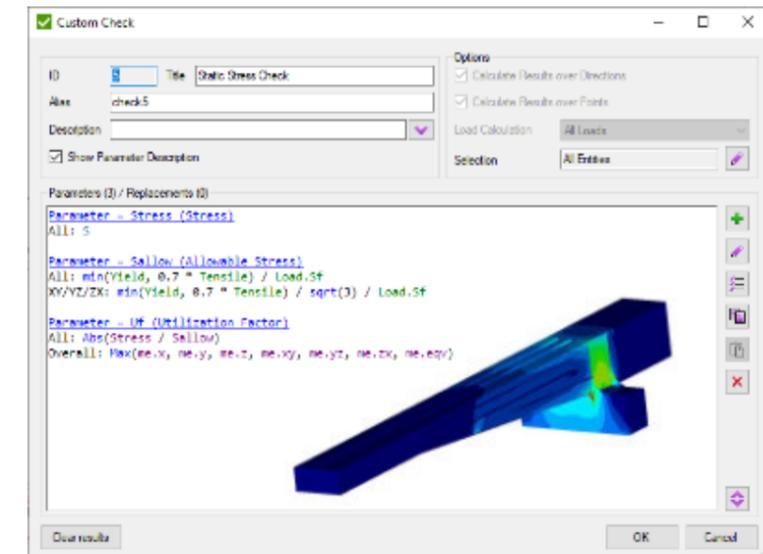 Custom Check
ID 5 Title Static Stress Check
Alias check5
Description
Show Parameter Description
Options
Calculate Results over Directions
Calculate Results over Points
Load Calculation All Loads
Selection All Entities
Parameters (3) / Replacements (0)
Parameter - Stress (Stress)
All: S
Parameter - Sallow (Allowable Stress)
All: min(Yield, 0.7 * Tensile) / Load.Sf
XY/YZ/ZX: min(Yield, 0.7 * Tensile) / sqrt(3) / Load.Sf
Parameter - Uf (Utilization Factor)
All: Abs(Stress / Sallow)
Overall: Max(me.x, me.y, me.z, me.xy, me.yz, me.zx, me.eqv)
Clear results
OK
Cancel